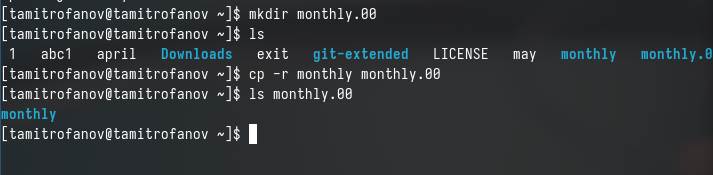 [tamitrofanov@tamitrofanov ~]$ mkdir monthly.00
[tamitrofanov@tamitrofanov ~]$ ls
1 abc1 april Downloads exit git-extended LICENSE may monthly monthly.0
[tamitrofanov@tamitrofanov ~]$ cp -r monthly monthly.00
[tamitrofanov@tamitrofanov ~]$ ls monthly.00
monthly
[tamitrofanov@tamitrofanov ~]$